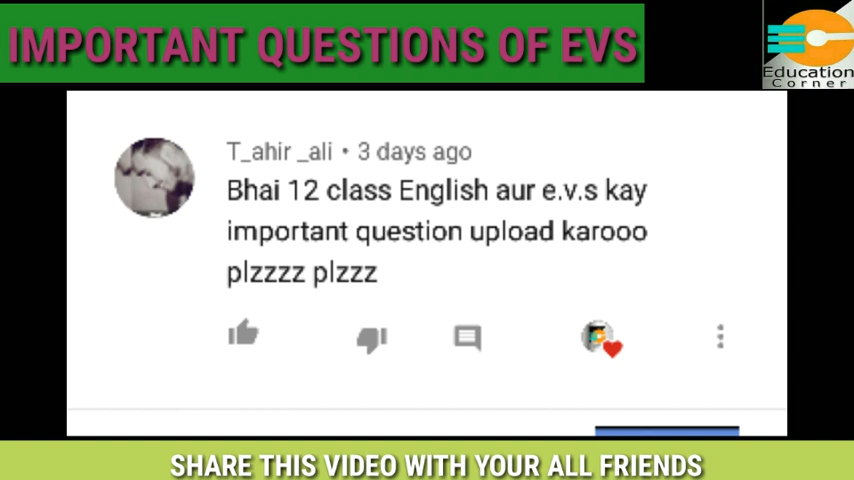 IMPORTANT QUESTIONS OF EVS
Education
Corner
T_ahir _ali • 3 days ago
Bhai 12 class English aur e.v.s kay
important question upload karooo
plzzzz plzzz
SHARE THIS VIDEO WITH YOUR ALL FRIENDS